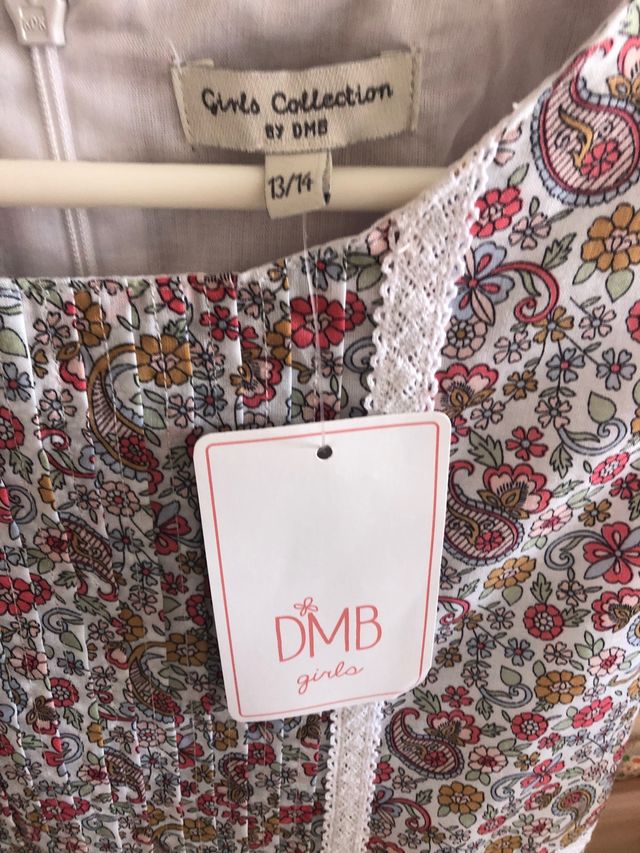 Girls Collection
BY DMB
13/14
DMB
girls